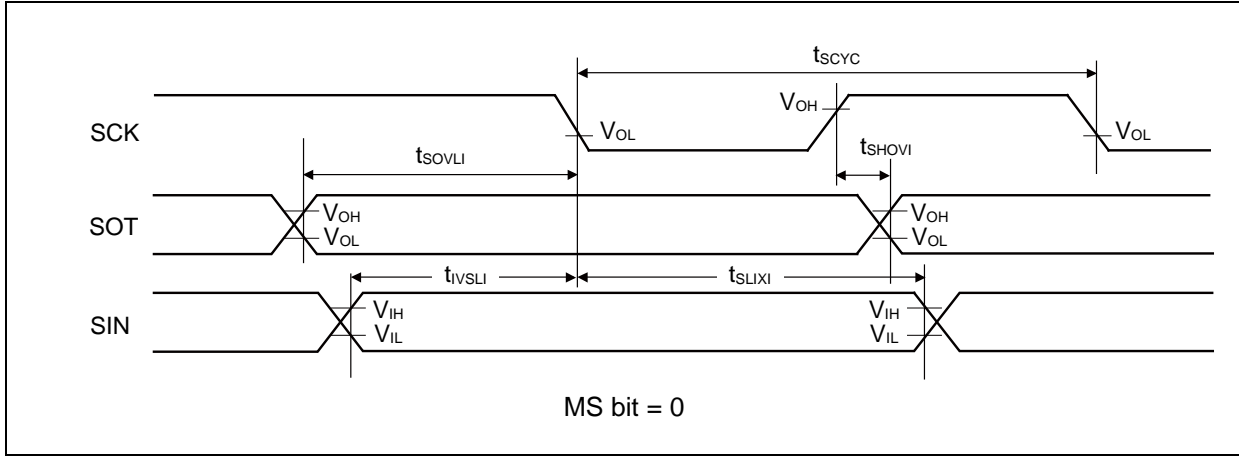 tSCYC
VOH
SCK
VOL
VOL
tSOVLI
tSHOVI
SOT
VOH
VOL
VOH
VOL
tIVSLI
tSLIXI
SIN
VIH
VIL
VIH
VIL
MS bit = 0